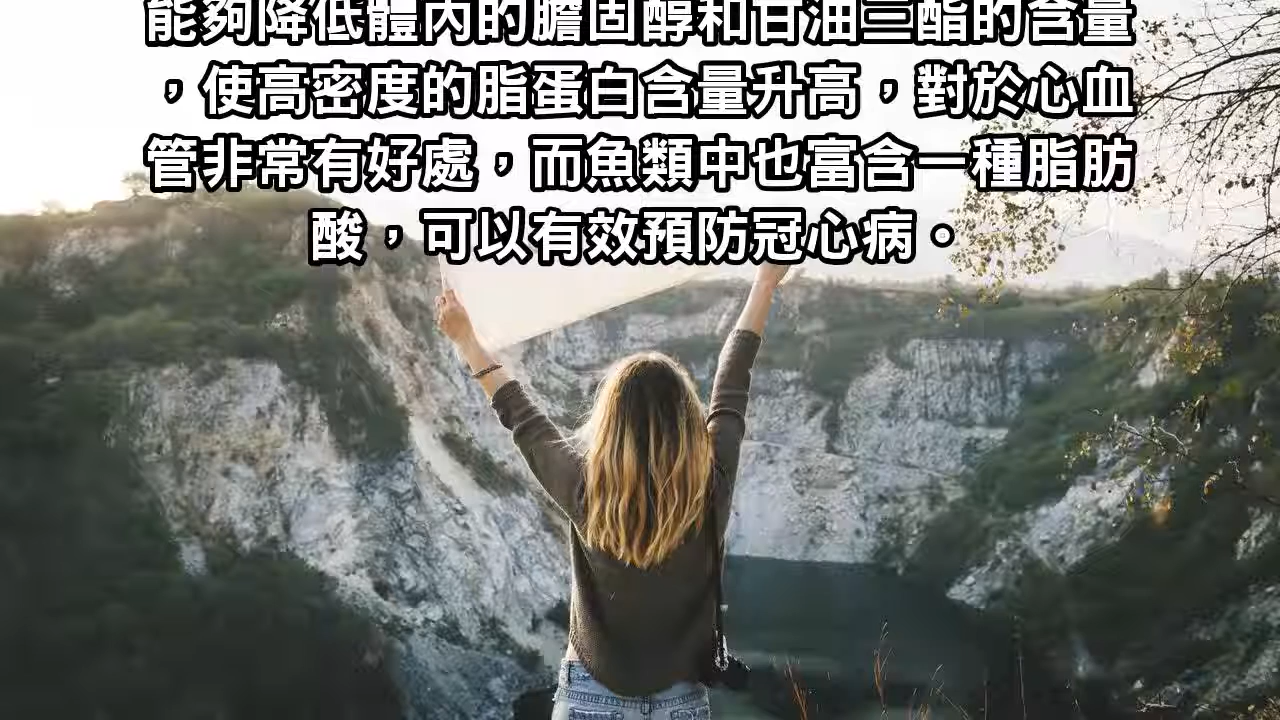 能夠降低體內的膽固醇和甘油三酯的含量
，使高密度的脂蛋白含量升高，對於心血
管非常有好處，而魚類中也富含一種脂肪
酸，可以有效預防冠心病。